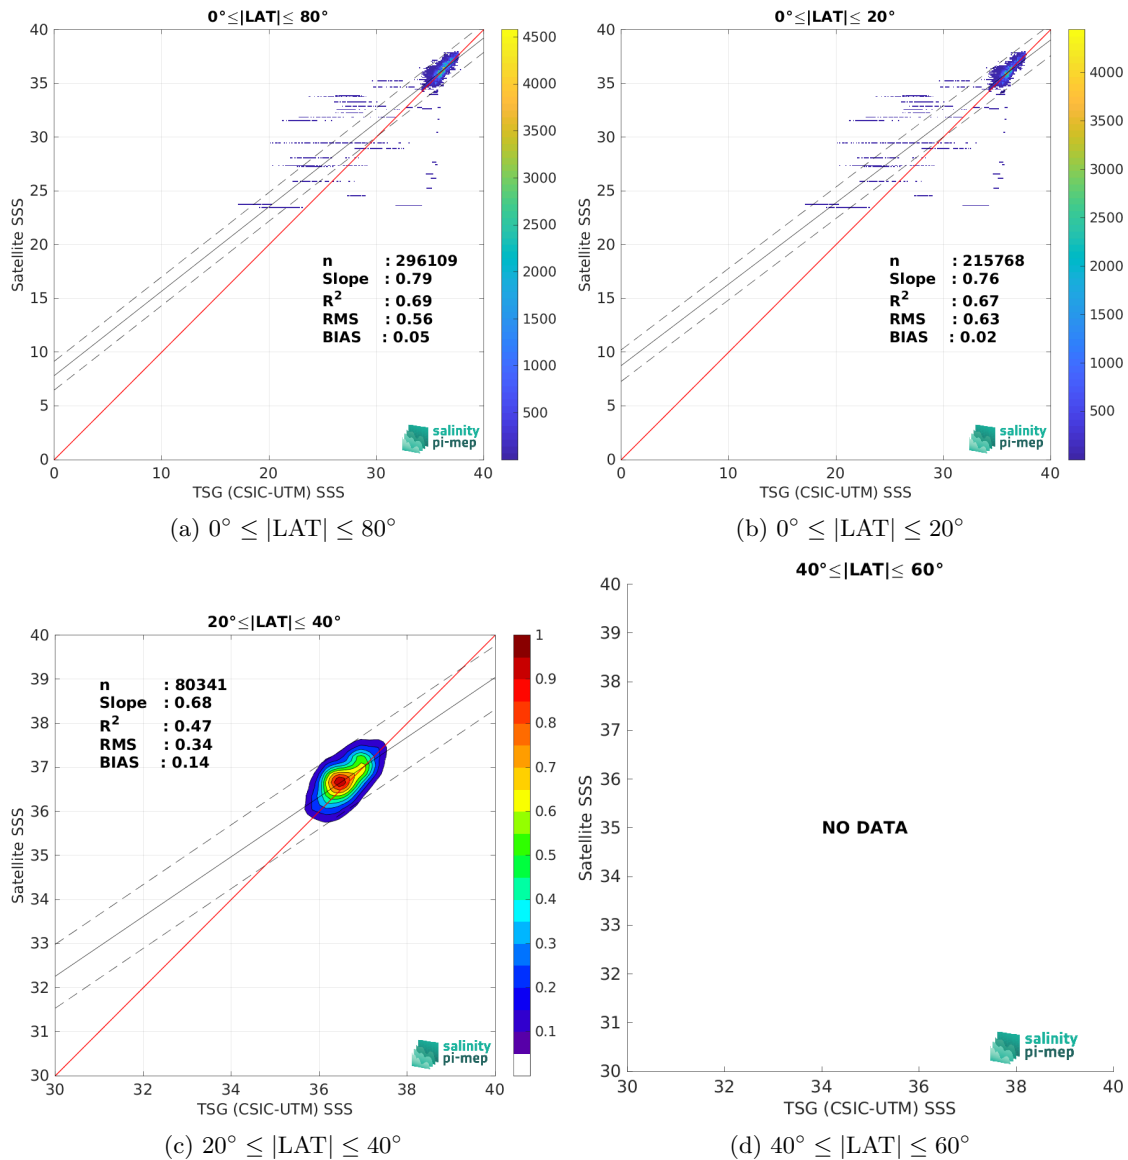 0°≤|LAT|≤ 80°
Satellite SSS
40
35
30
25
20
15
10
5
0
0
10
20
30
40
TSG (CSIC-UTM) SSS
n : 296109
Slope : 0.79
R2 : 0.69
RMS : 0.56
BIAS : 0.05
salinity
pi-mep
4500
4000
3500
3000
2500
2000
1500
1000
500
(a) 0° ≤ |LAT| ≤ 80°
0°≤|LAT|≤ 20°
Satellite SSS
40
35
30
25
20
15
10
5
0
0
10
20
30
40
TSG (CSIC-UTM) SSS
n : 215768
Slope : 0.76
R2 : 0.67
RMS : 0.63
BIAS : 0.02
salinity
pi-mep
4000
3500
3000
2500
2000
1500
1000
500
(b) 0° ≤ |LAT| ≤ 20°
20°≤|LAT|≤ 40°
Satellite SSS
40
39
38
37
36
35
34
33
32
31
30
30
32
34
36
38
40
TSG (CSIC-UTM) SSS
n : 80341
Slope : 0.68
R2 : 0.47
RMS : 0.34
BIAS : 0.14
salinity
pi-mep
1
0.9
0.8
0.7
0.6
0.5
0.4
0.3
0.2
0.1
(c) 20° ≤ |LAT| ≤ 40°
40°≤|LAT|≤ 60°
Satellite SSS
40
39
38
37
36
35
34
33
32
31
30
30
32
34
36
38
40
TSG (CSIC-UTM) SSS
NO DATA
salinity
pi-mep
(d) 40° ≤ |LAT| ≤ 60°